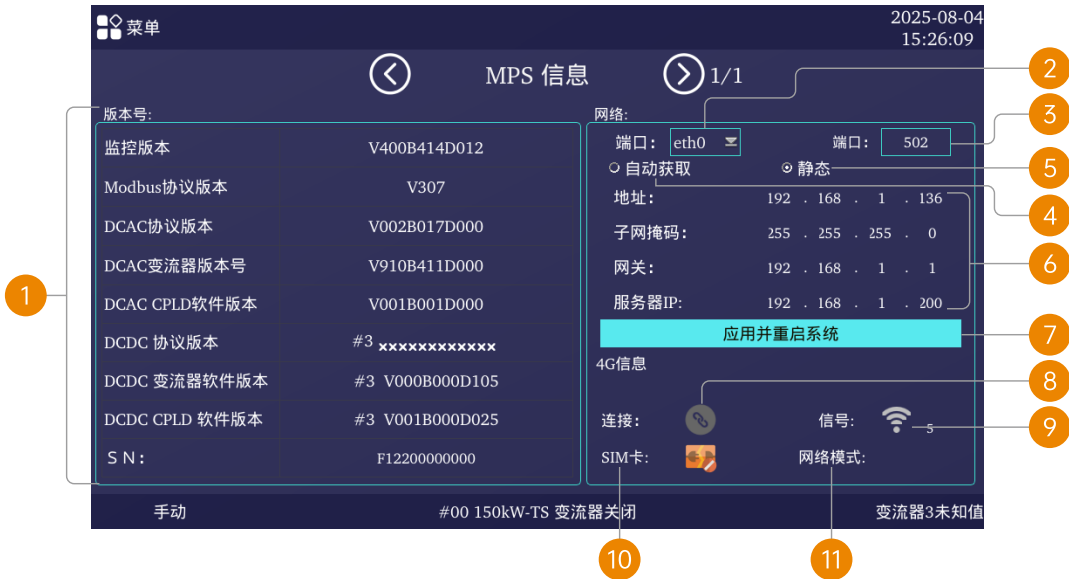 菜单
2025-08-04
15:26:09
MPS 信息
1/1
2
3
版本号:
网络:
监控版本 V400B414D012
Modbus协议版本 V307
DCAC协议版本 V002B017D000
DCAC变流器版本号 V910B411D000
DCAC CPLD软件版本 V001B001D000
DCDC 协议版本 #3 xxxxxxxxxxxx
DCDC 变流器软件版本 #3 V000B000D105
DCDC CPLD 软件版本 #3 V001B000D025
SN: F12200000000
1
端口: eth0 端口: 502
自动获取 静态
5
地址: 192 . 168 . 1 . 136
4
子网掩码: 255 . 255 . 255 . 0
网关: 192 . 168 . 1 . 1
6
服务器IP: 192 . 168 . 1 . 200
应用并重启系统
7
4G信息
8
连接: 信号: 5
9
SIM卡: 网络模式:
手动 #00 150kW-TS 变流器关闭 变流器3未知值
10
11